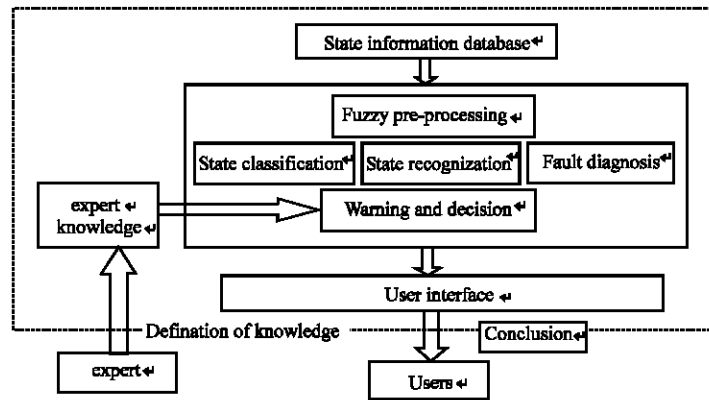 State information database↵
Fuzzy pre-processing ↵
State classification↵
State recognization↵
Fault diagnosis↵
expert ↵
knowledge↵
Warning and decision↵
User interface ↵
Defination of knowledge
Conclusion↵
expert↵
Users↵